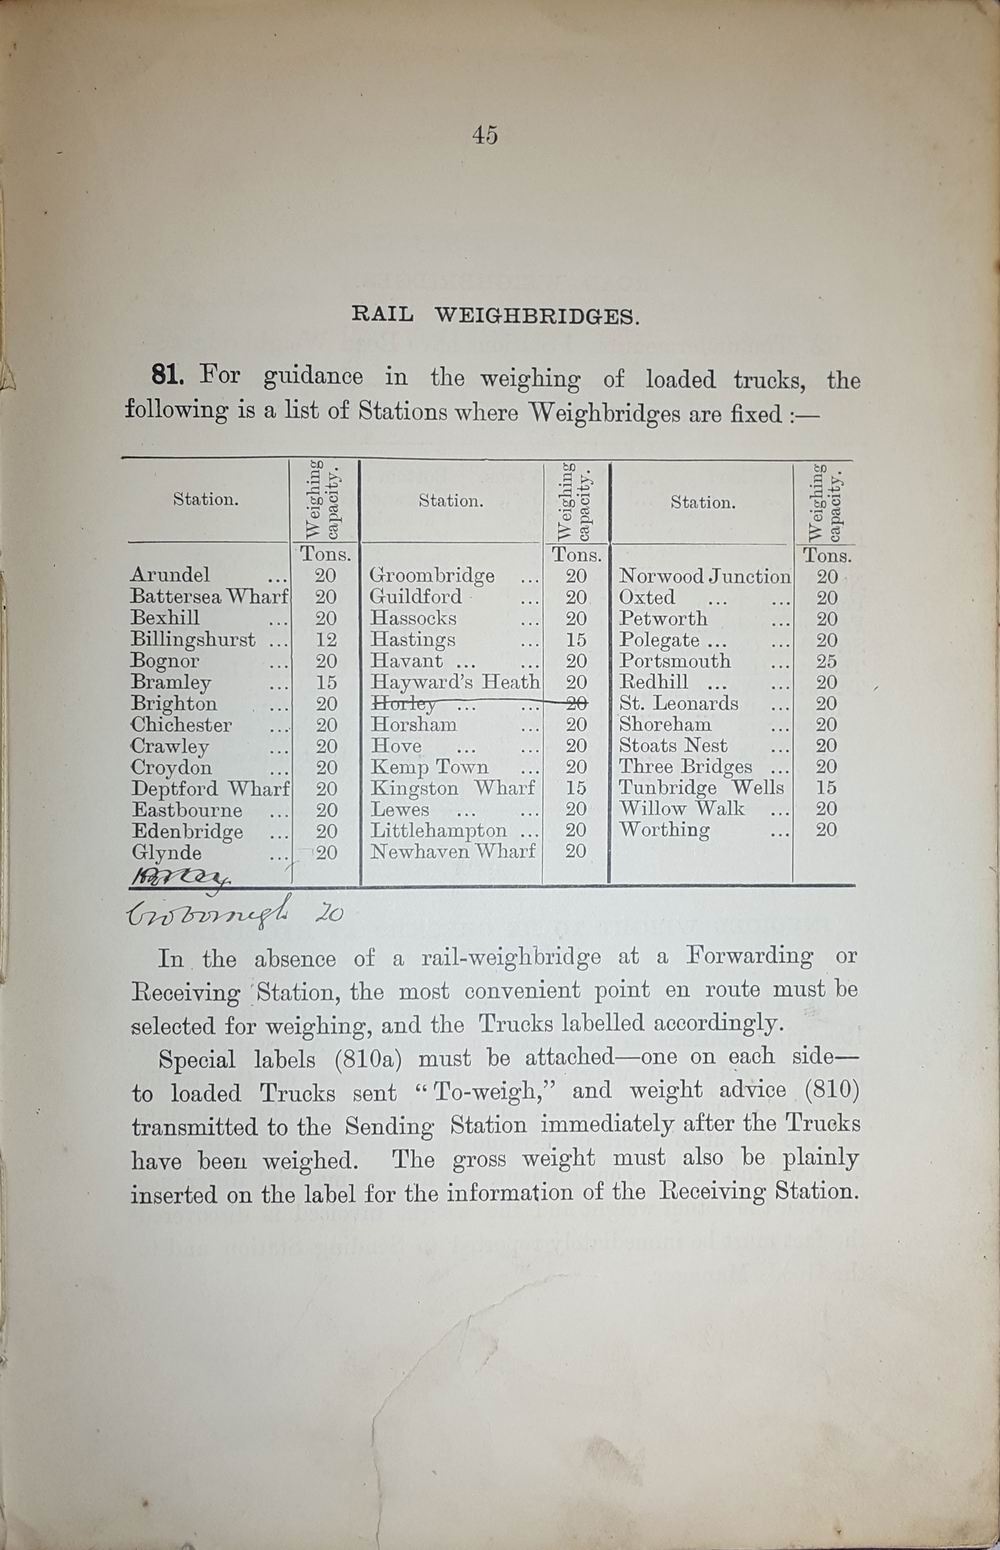 45
RAIL WEIGHBRIDGES.
81. For guidance in the weighing of loaded trucks, the
following is a list of Stations where Weighbridges are fixed :—
Station. Weighing capacity. Station. Weighing capacity. Station. Weighing capacity.
Tons. Tons. Tons.
Arundel ... 20 Groombridge ... 20 Norwood Junction 20
Battersea Wharf 20 Guildford ... 20 Oxted ... ... 20
Bexhill ... 20 Hassocks ... 20 Petworth ... 20
Billingshurst ... 12 Hastings ... 15 Polegate ... ... 20
Bognor ... 20 Havant ... ... 20 Portsmouth ... 25
Bramley ... 15 Hayward's Heath 20 Redhill ... ... 20
Brighton ... 20 Horley ... ... 20 St. Leonards ... 20
Chichester ... 20 Horsham ... 20 Shoreham ... 20
Crawley ... 20 Hove ... ... 20 Stoats Nest ... 20
Croydon ... 20 Kemp Town ... 20 Three Bridges ... 20
Deptford Wharf 20 Kingston Wharf 15 Tunbridge Wells 15
Eastbourne ... 20 Lewes ... ... 20 Willow Walk ... 20
Edenbridge ... 20 Littlehampton ... 20 Worthing ... 20
Glynde ... 20 Newhaven Wharf 20
20
In the absence of a rail-weighbridge at a Forwarding or
Receiving Station, the most convenient point en route must be
selected for weighing, and the Trucks labelled accordingly.
Special labels (810a) must be attached—one on each side—
to loaded Trucks sent "To-weigh," and weight advice (810)
transmitted to the Sending Station immediately after the Trucks
have been weighed. The gross weight must also be plainly
inserted on the label for the information of the Receiving Station.